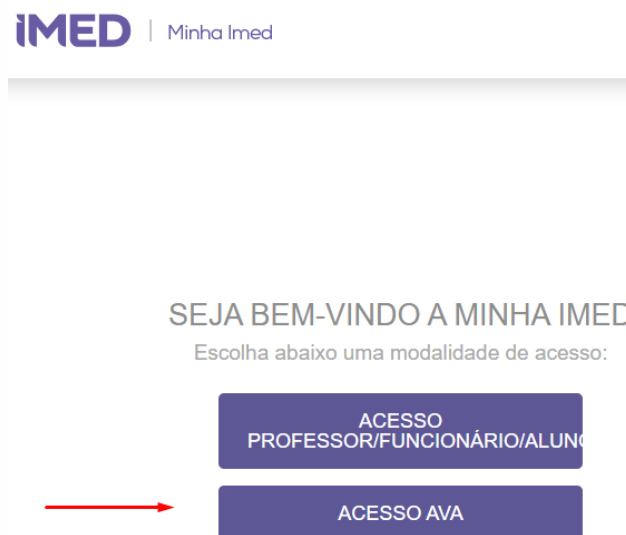 iMED | Minha Imed
SEJA BEM-VINDO A MINHA IMED
Escolha abaixo uma modalidade de acesso:
ACESSO
PROFESSOR/FUNCIONÁRIO/ALUNO
ACESSO AVA